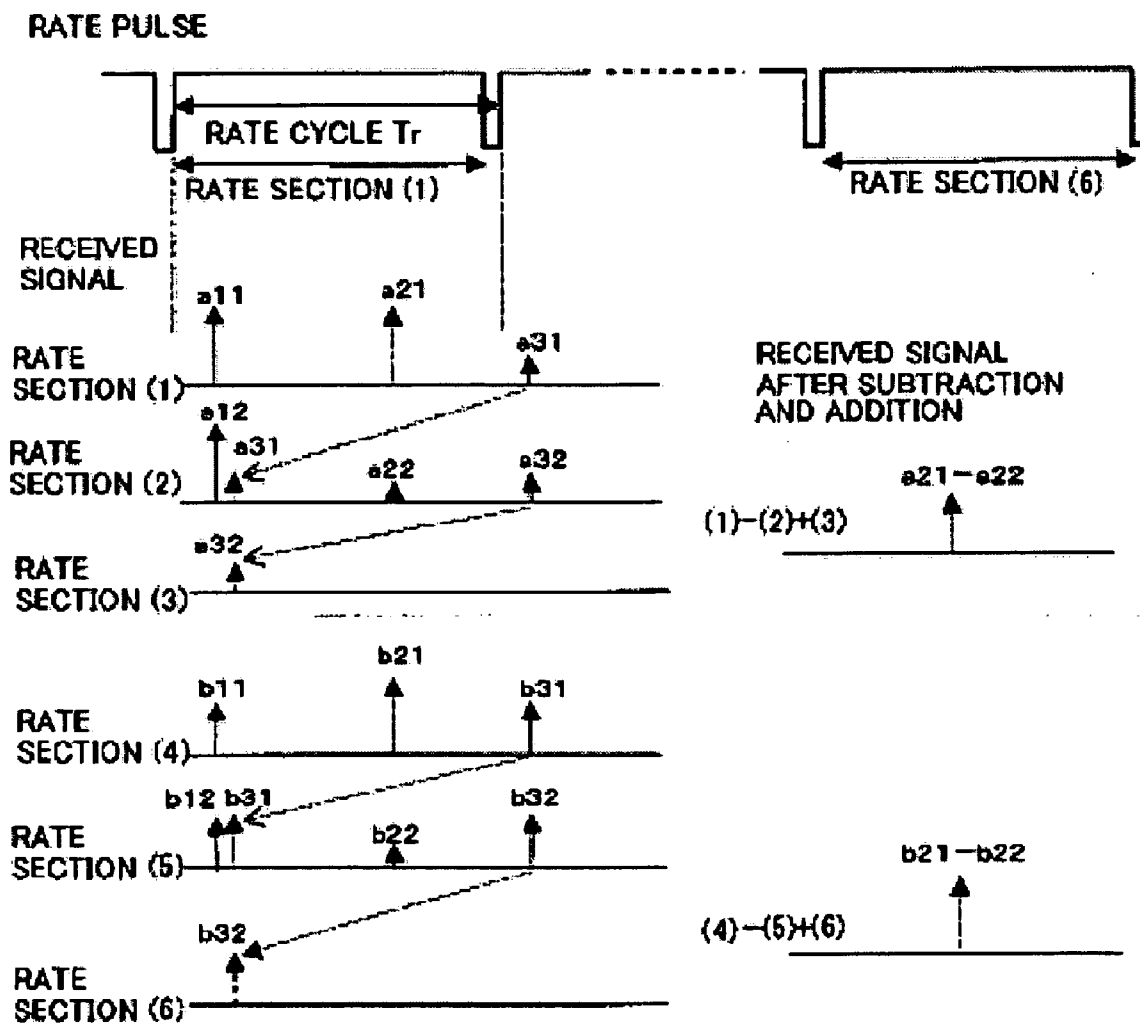 RATE PULSE
RATE CYCLE Tr
RATE SECTION (1)
RATE SECTION (6)
RECEIVED
SIGNAL
a11
a21
a31
RATE
SECTION (1)
RECEIVED SIGNAL
AFTER SUBTRACTION
AND ADDITION
a12
a31
a22
a32
RATE
SECTION (2)
a21-a22
(1)-(2)+(3)
a32
RATE
SECTION (3)
b21
b11
b31
RATE
SECTION (4)
b12
b31
b22
b32
RATE
SECTION (5)
b21-b22
(4)-(5)+(6)
b32
RATE
SECTION (6)